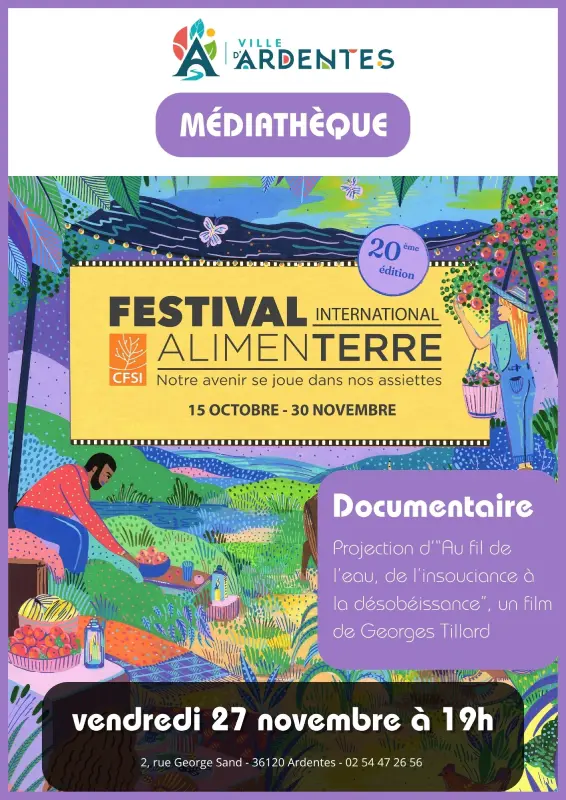 VILLE
D'ARDENTES
MÉDIATHÈQUE
20ème
édition
FESTIVAL INTERNATIONAL
ALIMENTERRE
CFSI
Notre avenir se joue dans nos assiettes
15 OCTOBRE - 30 NOVEMBRE
Documentaire
Projection d'"Au fil de
l'eau, de l'insouciance à
la désobéissance", un film
de Georges Tillard
vendredi 27 novembre à 19h
2, rue George Sand - 36120 Ardentes - 02 54 47 26 56